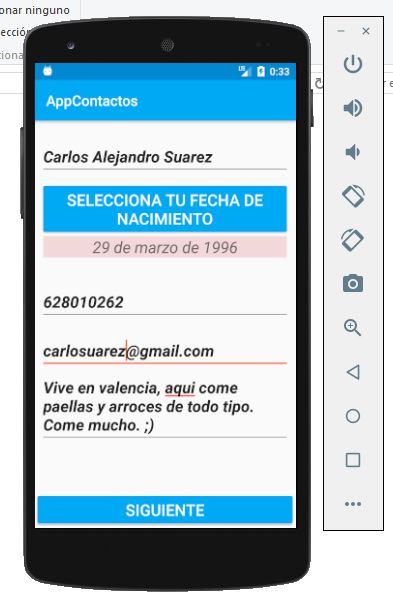 onar ninguno
ección
ciona
0:33
AppContactos
Carlos Alejandro Suarez
SELECCIONA TU FECHA DE
NACIMIENTO
29 de marzo de 1996
628010262
carlosuarez@gmail.com
Vive en valencia, aqui come
paellas y arroces de todo tipo.
Come mucho. ;)
SIGUIENTE